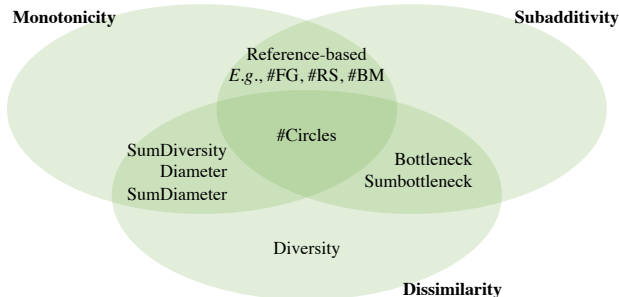 Monotonicity
Subadditivity
Reference-based
E.g., #FG, #RS, #BM
#Circles
SumDiversity
Diameter
SumDiameter
Bottleneck
Sumbottleneck
Diversity
Dissimilarity